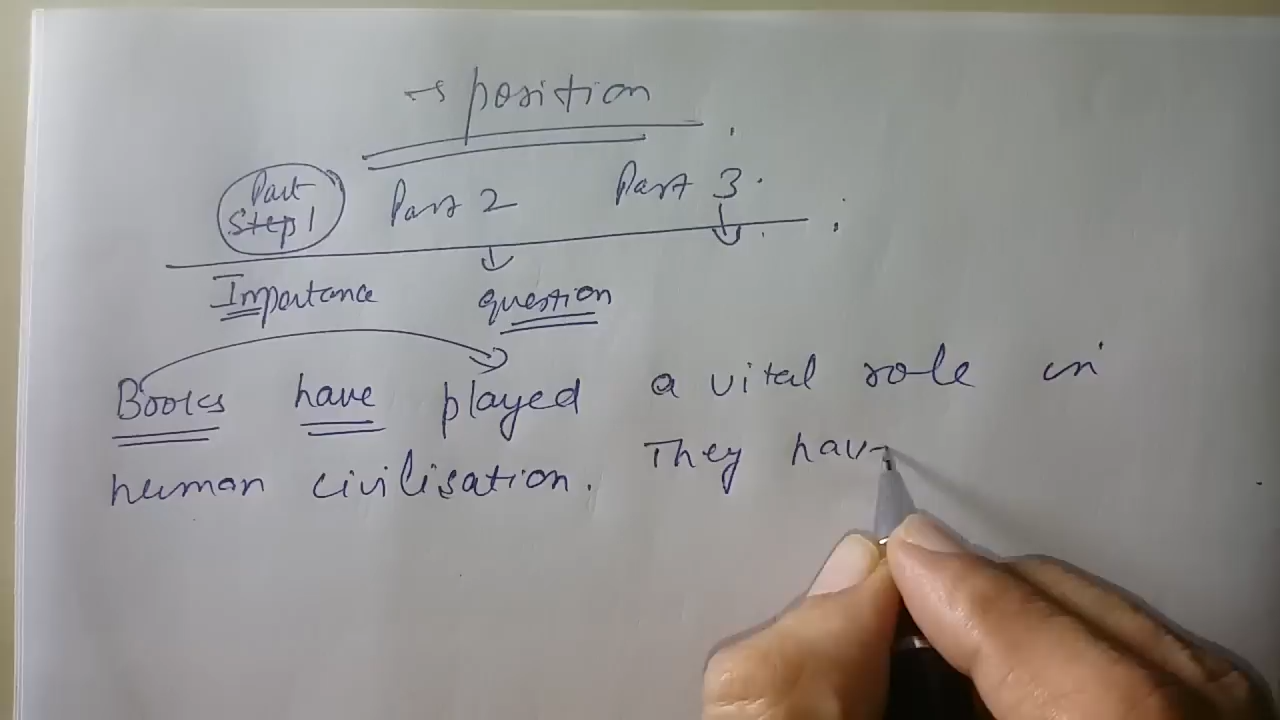 → position
Part Part 2 Part 3.
Step 1
Importance question
Books have played a vital role in
human civilisation. They hav